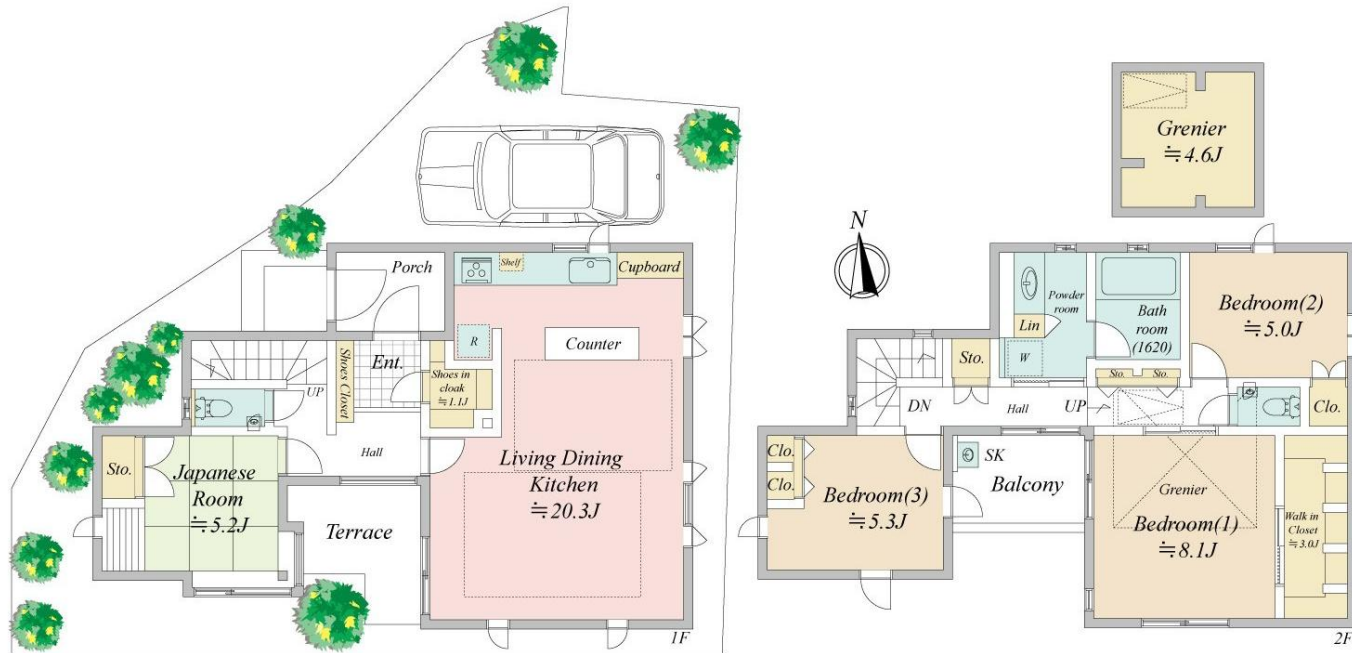 Porch
Shelf
Cupboard
R
Counter
Ent.
Shoes Closet
Shoes in
cloak
≒1.1J
UP
Hall
Sto.
Japanese
Room
≒5.2J
Living Dining
Kitchen
≒20.3J
Terrace
1F
N
Grenier
≒4.6J
Powder
room
Lin
W
Bath
room
(1620)
Bedroom(2)
≒5.0J
Sto.
Sto.
Sto.
DN
Hall
UP
Clo.
Clo.
Clo.
SK
Balcony
Bedroom(3)
≒5.3J
Grenier
Bedroom(1)
≒8.1J
Walk in
Closet
≒3.0J
2F